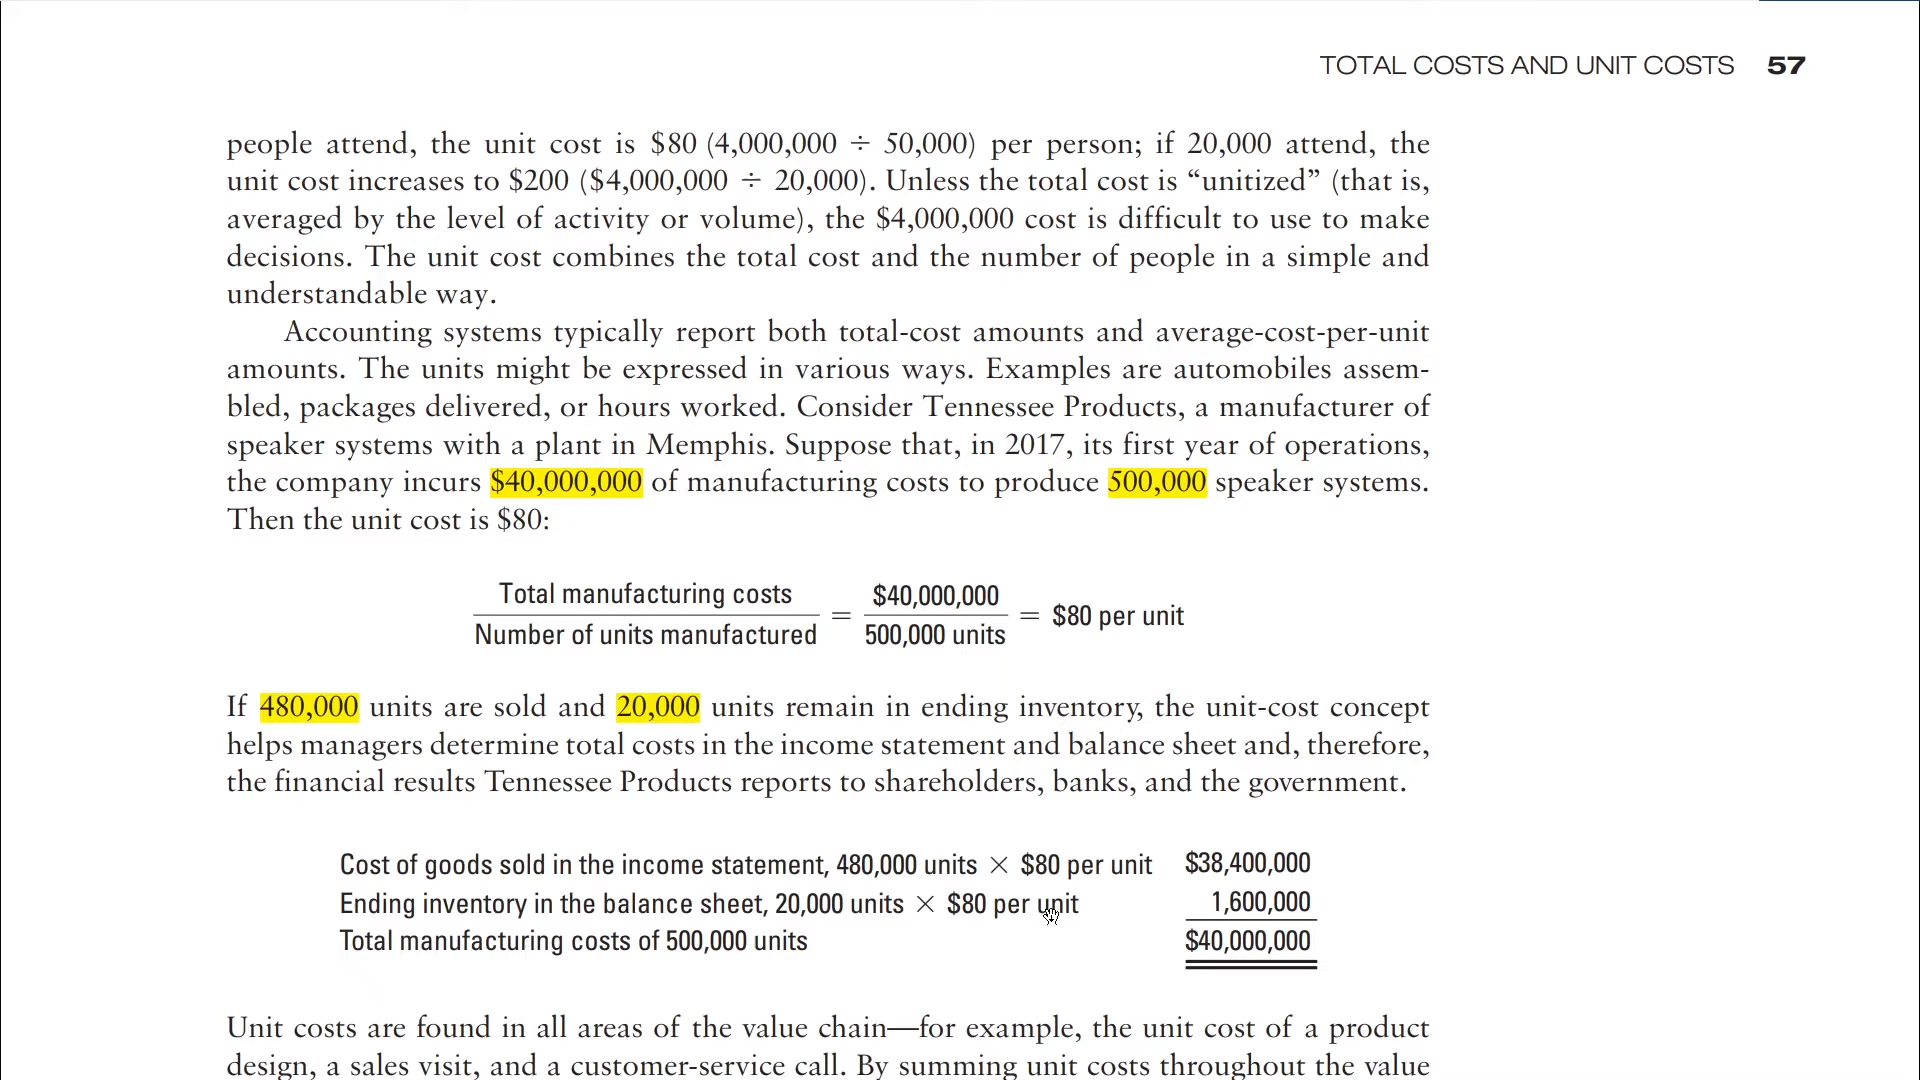 TOTAL COSTS AND UNIT COSTS 57
people attend, the unit cost is $80 (4,000,000 ÷ 50,000) per person; if 20,000 attend, the
unit cost increases to $200 ($4,000,000 ÷ 20,000). Unless the total cost is “unitized” (that is,
averaged by the level of activity or volume), the $4,000,000 cost is difficult to use to make
decisions. The unit cost combines the total cost and the number of people in a simple and
understandable way.
Accounting systems typically report both total-cost amounts and average-cost-per-unit
amounts. The units might be expressed in various ways. Examples are automobiles assem-
bled, packages delivered, or hours worked. Consider Tennessee Products, a manufacturer of
speaker systems with a plant in Memphis. Suppose that, in 2017, its first year of operations,
the company incurs $40,000,000 of manufacturing costs to produce 500,000 speaker systems.
Then the unit cost is $80:
Total manufacturing costs / Number of units manufactured = $40,000,000 / 500,000 units = $80 per unit
If 480,000 units are sold and 20,000 units remain in ending inventory, the unit-cost concept
helps managers determine total costs in the income statement and balance sheet and, therefore,
the financial results Tennessee Products reports to shareholders, banks, and the government.
Cost of goods sold in the income statement, 480,000 units × $80 per unit $38,400,000
Ending inventory in the balance sheet, 20,000 units × $80 per unit 1,600,000
Total manufacturing costs of 500,000 units $40,000,000
Unit costs are found in all areas of the value chain—for example, the unit cost of a product
design, a sales visit, and a customer-service call. By summing unit costs throughout the value